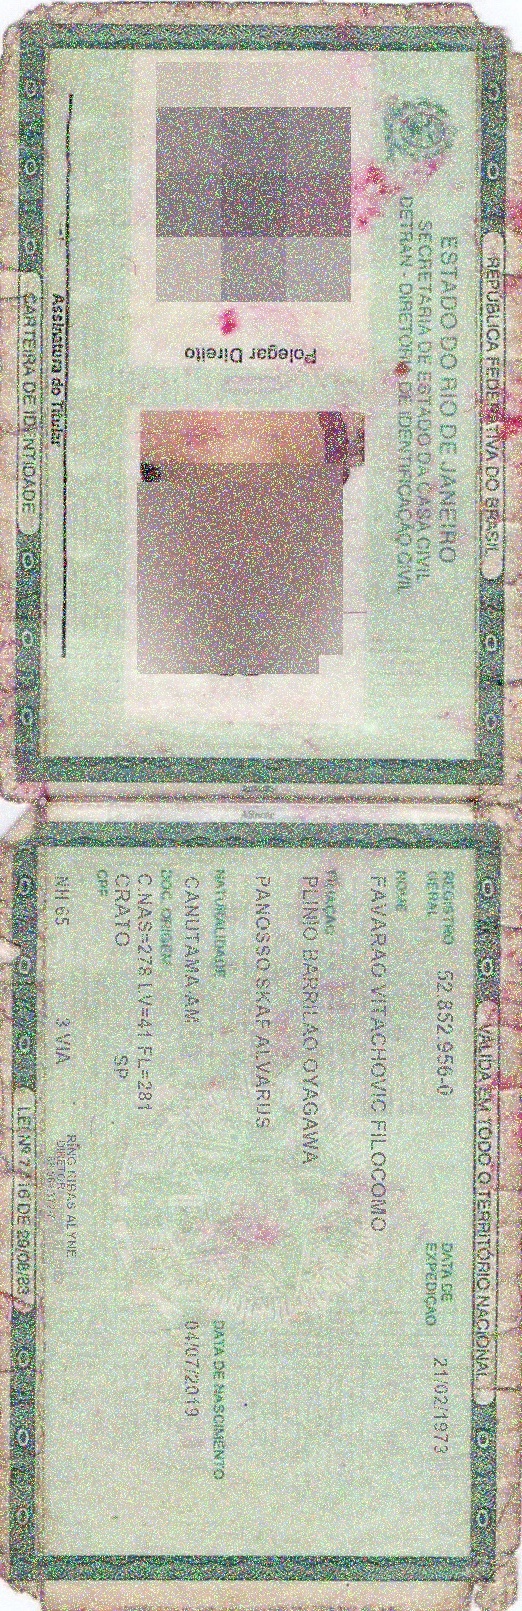 REPÚBLICA FEDERATIVA DO BRASIL
ESTADO DO RIO DE JANEIRO
SECRETARIA DE ESTADO DA CASA CIVIL
DETRAN - DIRETORIA DE IDENTIFICAÇÃO CIVIL
Polegar Direito
Assinatura do Titular
CARTEIRA DE IDENTIDADE
VÁLIDA EM TODO O TERRITÓRIO NACIONAL
REGISTRO GERAL 52.852.956-0
DATA DE EXPEDIÇÃO 21/02/1973
NOME
FAVARAO VITACHOVIC FILOCOMO
FILIAÇÃO
PLINIO BARRILAO OYAGAWA
PANOSSO SKAF ALVARUS
NATURALIDADE
CANUTAMA AM
DATA DE NASCIMENTO
04/07/2019
DOC. ORIGEM
C.NAS=278 LV=41 FL=281
CRATO SP
CPF
NH 65 3 VIA
RING RIBAS ALYNE
DIRETOR
LEI Nº 7.116 DE 29/08/83